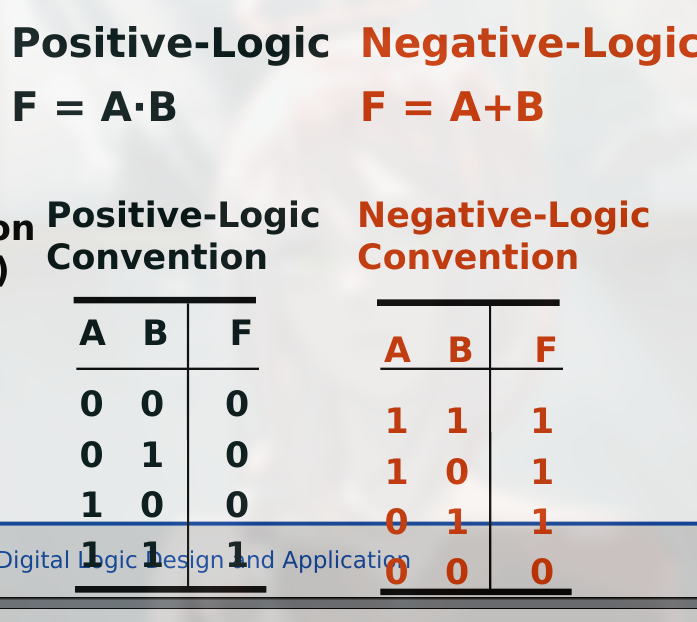 Positive-Logic
F = A·B
Negative-Logic
F = A+B
on
)
Positive-Logic
Convention
A B F
0 0 0
0 1 0
1 0 0
1 1 1
Negative-Logic
Convention
A B F
1 1 1
1 0 1
0 1 1
0 0 0
Digital Logic Design and Application